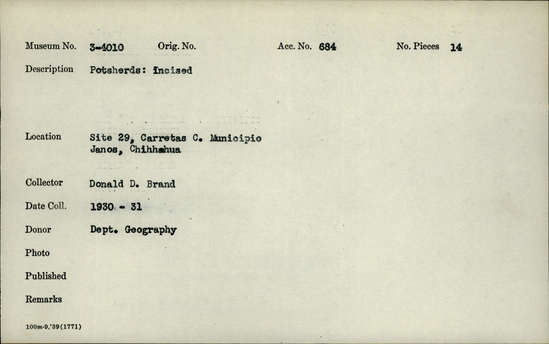 Museum No. 3-4010 Orig. No. Acc. No. 684 No. Pieces 14
Description Potsherds: Incised
Location Site 29, Carretas C. Municipio
Janos, Chihhahua
Collector Donald D. Brand
Date Coll. 1930 - 31
Donor Dept. Geography
Photo
Published
Remarks
100m-9,'39(1771)